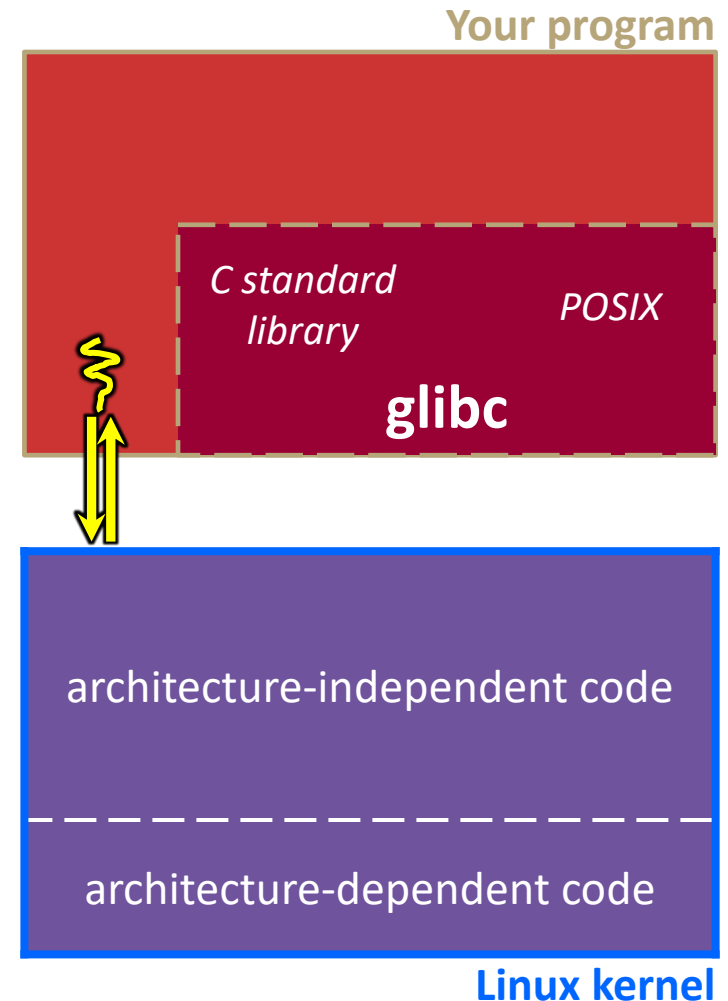 Your program
C standard
library
POSIX
glibc
architecture-independent code
architecture-dependent code
Linux kernel